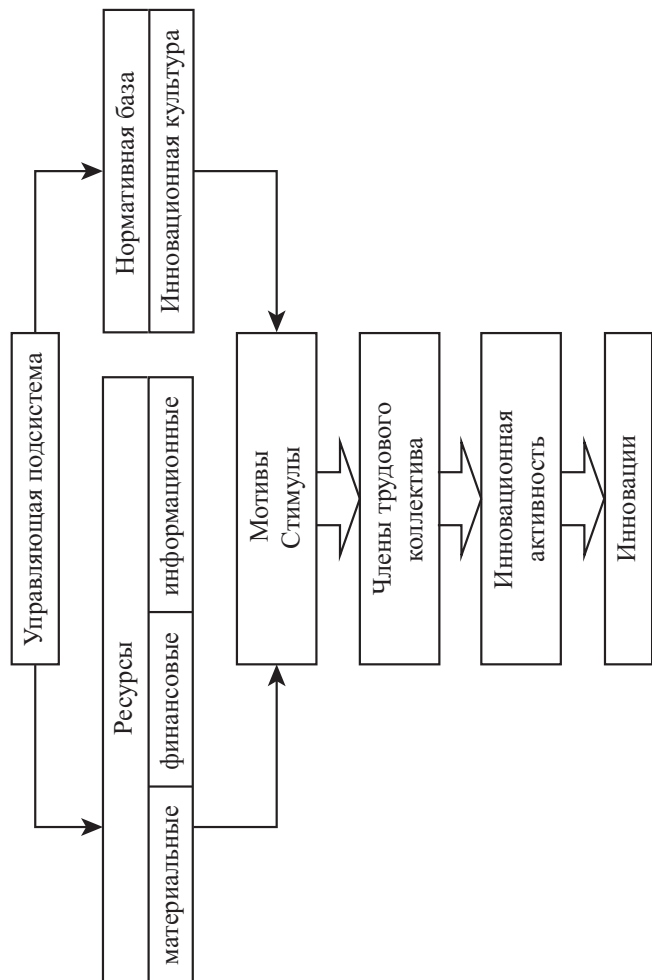 Управляющая подсистема
Ресурсы
материальные
финансовые
информационные
Нормативная база
Инновационная культура
Мотивы
Стимулы
Члены трудового
коллектива
Инновационная
активность
Инновации